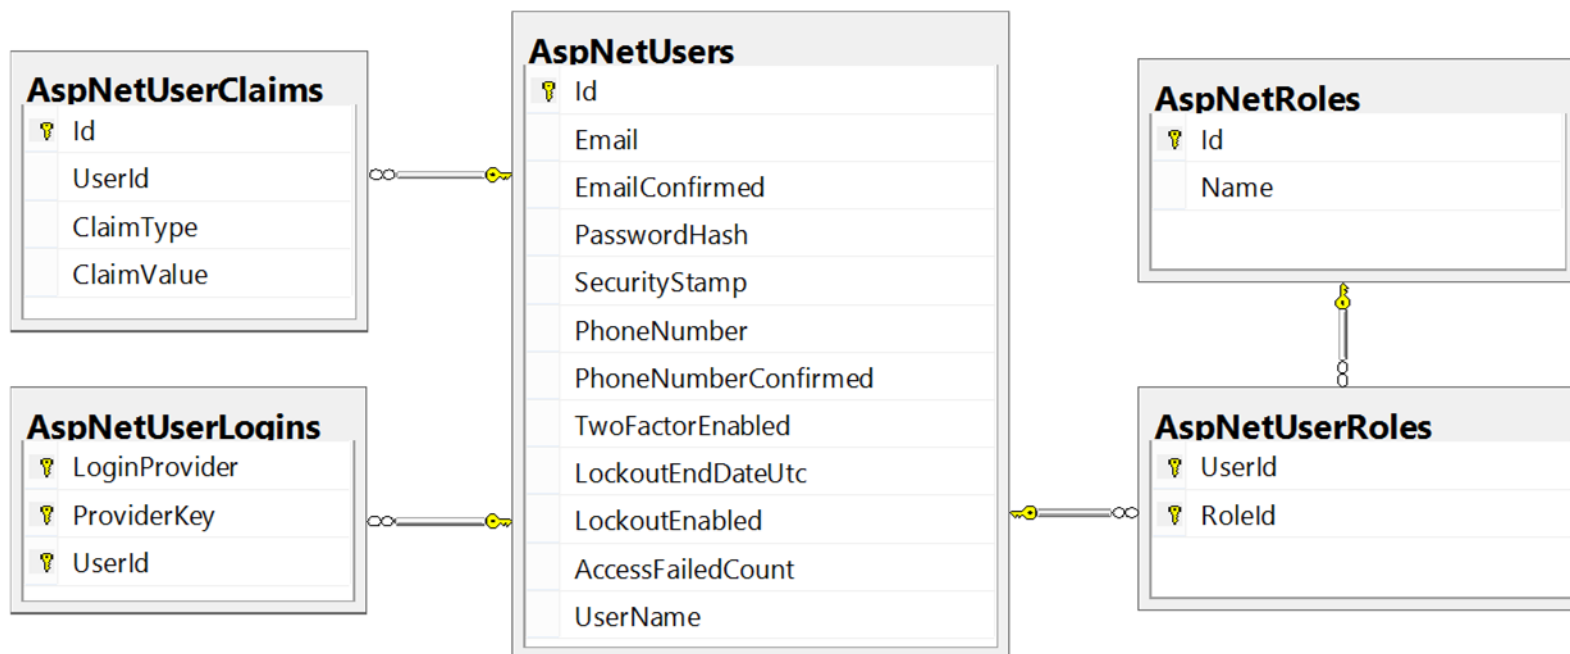 AspNetUserClaims
Id
UserId
ClaimType
ClaimValue
AspNetUserLogins
LoginProvider
ProviderKey
UserId
AspNetUsers
Id
Email
EmailConfirmed
PasswordHash
SecurityStamp
PhoneNumber
PhoneNumberConfirmed
TwoFactorEnabled
LockoutEndDateUtc
LockoutEnabled
AccessFailedCount
UserName
AspNetRoles
Id
Name
AspNetUserRoles
UserId
RoleId